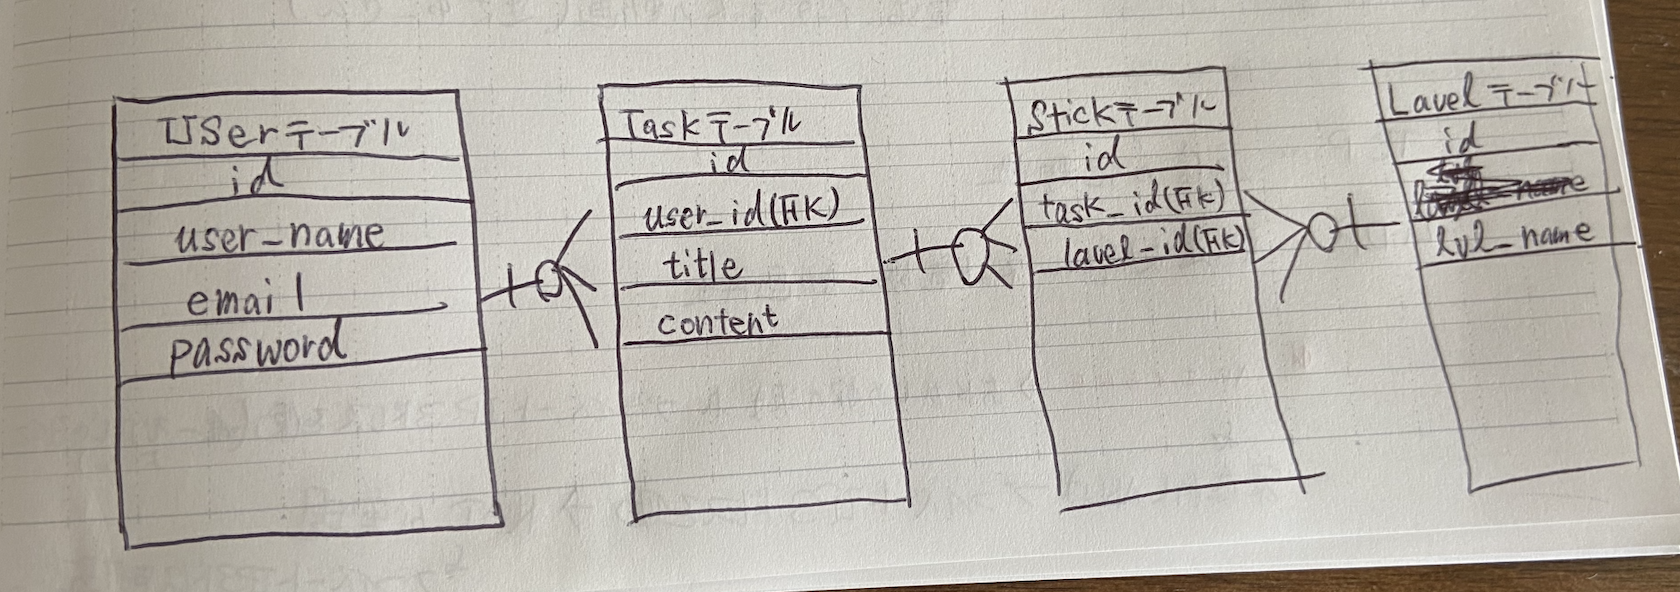 Userテーブル
id
user_name
email
password
Taskテーブル
id
user_id(FK)
title
content
Stickテーブル
id
task_id(FK)
lavel_id(FK)
Lavelテーブル
id
name
lvl_name